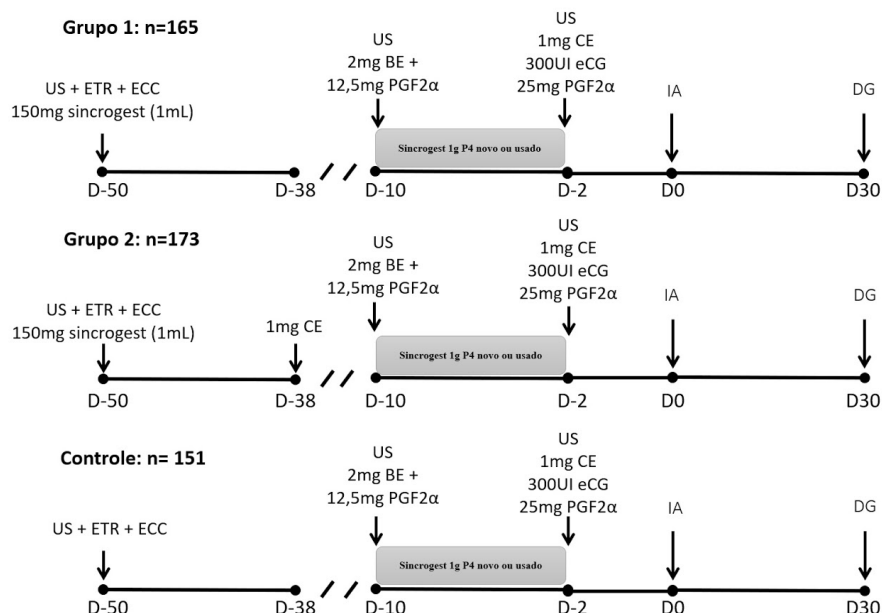 Grupo 1: n=165
US
2mg BE +
12,5mg PGF2α
US
1mg CE
300UI eCG
25mg PGF2α
US + ETR + ECC
150mg sincrogest (1mL)
IA
DG
Sincrogest 1g P4 novo ou usado
D-50
D-38
D-10
D-2
D0
D30
Grupo 2: n=173
US
2mg BE +
12,5mg PGF2α
US
1mg CE
300UI eCG
25mg PGF2α
US + ETR + ECC
150mg sincrogest (1mL)
1mg CE
IA
DG
Sincrogest 1g P4 novo ou usado
D-50
D-38
D-10
D-2
D0
D30
Controle: n= 151
US
2mg BE +
12,5mg PGF2α
US
1mg CE
300UI eCG
25mg PGF2α
US + ETR + ECC
IA
DG
Sincrogest 1g P4 novo ou usado
D-50
D-38
D-10
D-2
D0
D30